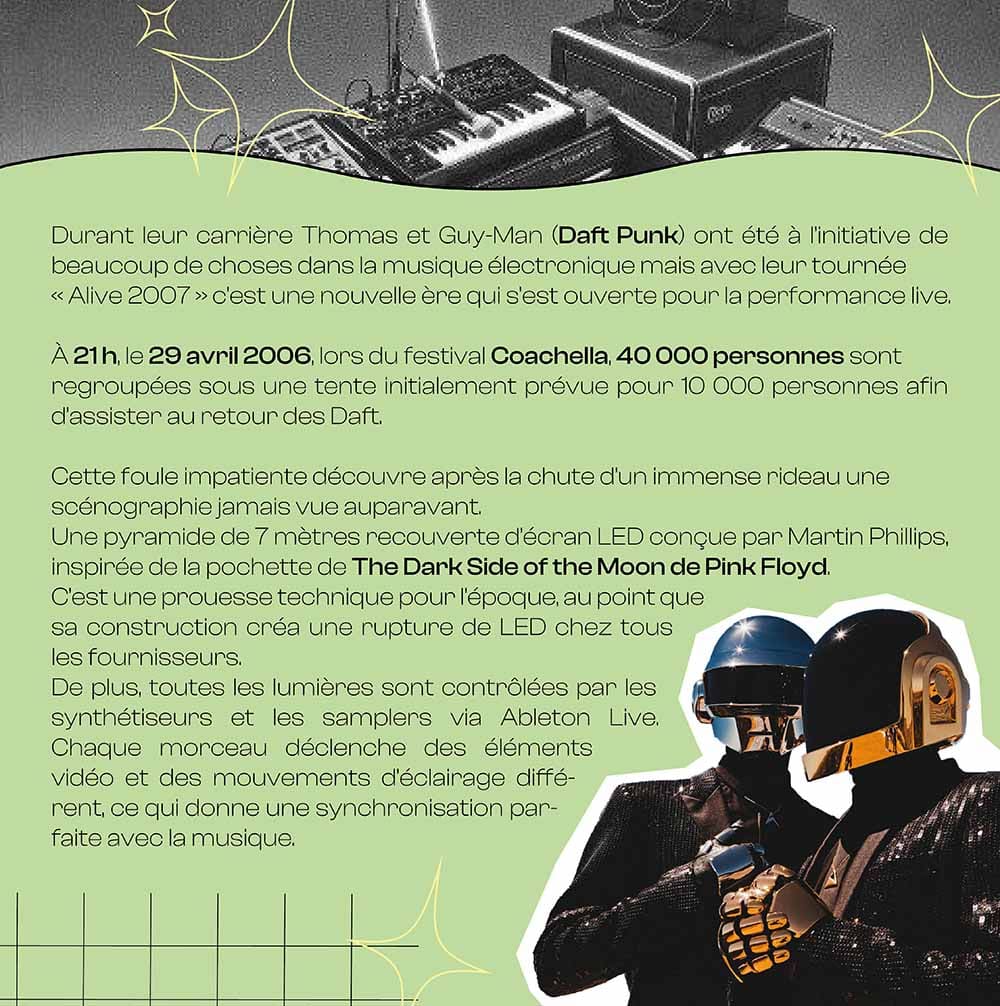 Durant leur carrière Thomas et Guy-Man (Daft Punk) ont été à l'initiative de
beaucoup de choses dans la musique électronique mais avec leur tournée
« Alive 2007 » c'est une nouvelle ère qui s'est ouverte pour la performance live.
À 21 h, le 29 avril 2006, lors du festival Coachella, 40 000 personnes sont
regroupées sous une tente initialement prévue pour 10 000 personnes afin
d'assister au retour des Daft.
Cette foule impatiente découvre après la chute d'un immense rideau une
scénographie jamais vue auparavant.
Une pyramide de 7 mètres recouverte d'écran LED conçue par Martin Phillips,
inspirée de la pochette de The Dark Side of the Moon de Pink Floyd.
C'est une prouesse technique pour l'époque, au point que
sa construction créa une rupture de LED chez tous
les fournisseurs.
De plus, toutes les lumières sont contrôlées par les
synthétiseurs et les samplers via Ableton Live.
Chaque morceau déclenche des éléments
vidéo et des mouvements d'éclairage diffé-
rent, ce qui donne une synchronisation par-
faite avec la musique.